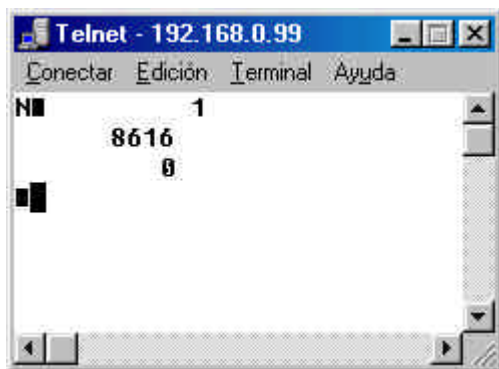 Telnet - 192.168.0.99
Conectar Edición Terminal Ayuda
N■ 1
8616
0
■